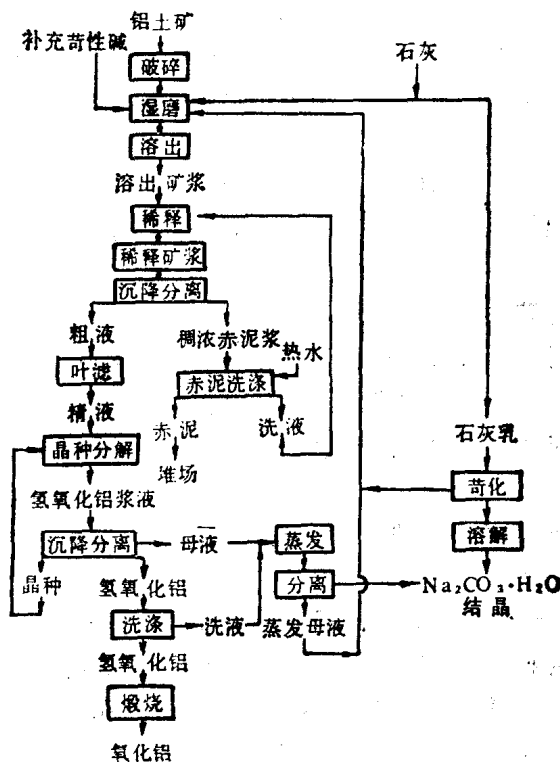 铝土矿
补充苛性碱
石灰
破碎
湿磨
溶出
溶出矿浆
稀释
稀释矿浆
沉降分离
粗液
稠浓赤泥浆
热水
叶滤
赤泥洗涤
精液
赤泥
洗液
石灰乳
晶种分解
堆场
苛化
氢氧化铝浆液
溶解
沉降分离
母液
蒸发
晶种
氢氧化铝
分离
Na₂CO₃·H₂O
结晶
洗涤
洗液
蒸发母液
氢氧化铝
煅烧
氧化铝